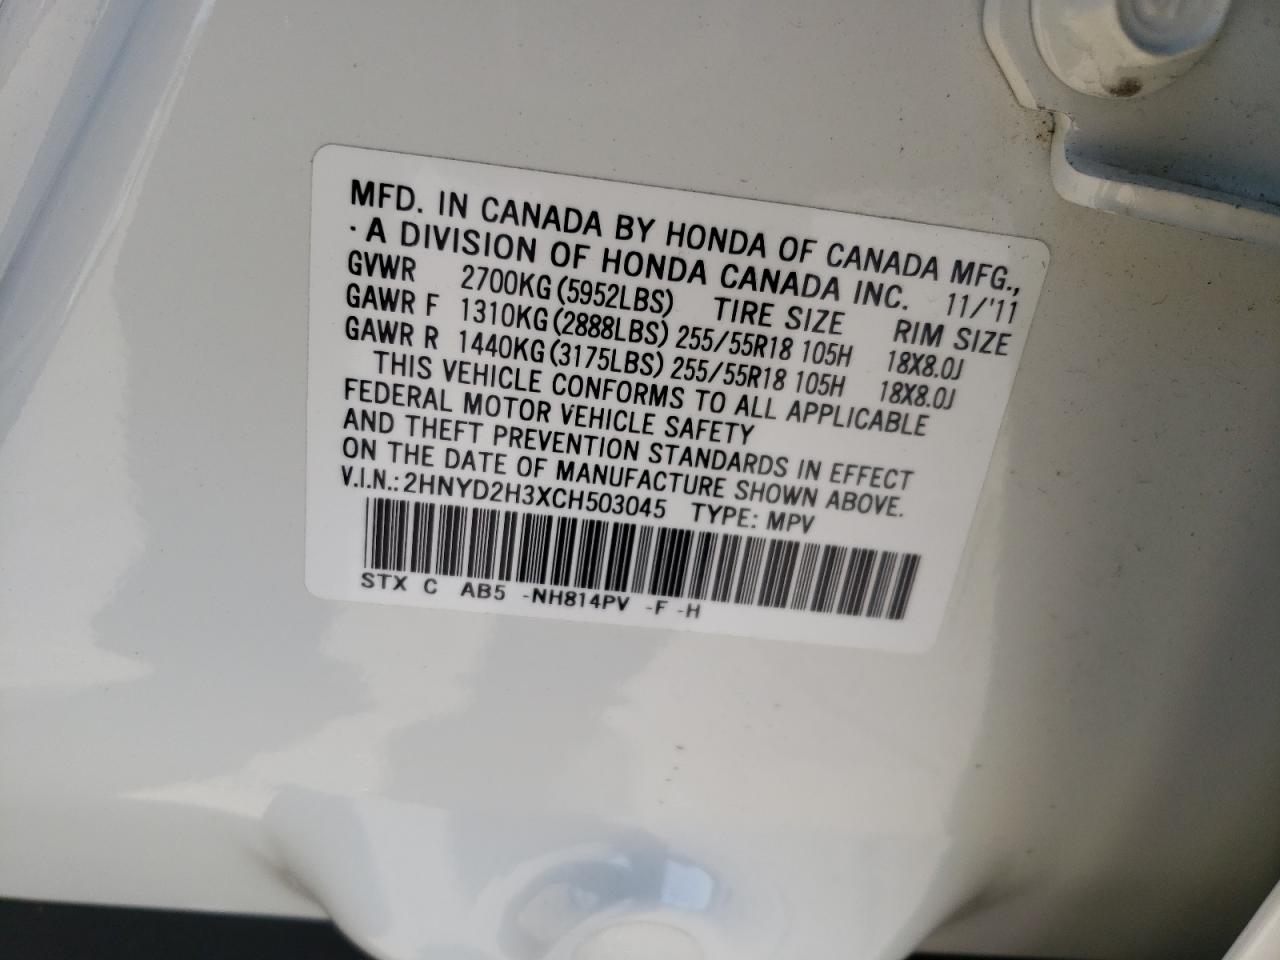 MFD. IN CANADA BY HONDA OF CANADA MFG.,
· A DIVISION OF HONDA CANADA INC. 11/'11
GVWR 2700KG (5952LBS) TIRE SIZE RIM SIZE
GAWR F 1310KG (2888LBS) 255/55R18 105H 18X8.0J
GAWR R 1440KG (3175LBS) 255/55R18 105H 18X8.0J
THIS VEHICLE CONFORMS TO ALL APPLICABLE
FEDERAL MOTOR VEHICLE SAFETY
AND THEFT PREVENTION STANDARDS IN EFFECT
ON THE DATE OF MANUFACTURE SHOWN ABOVE.
V.I.N.: 2HNYD2H3XCH503045 TYPE: MPV
STX C AB5 -NH814PV -F -H